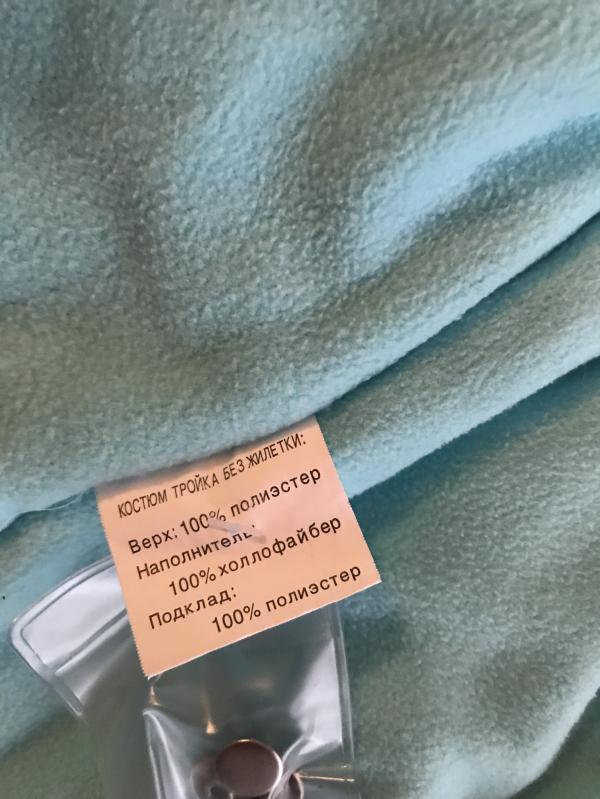 КОСТЮМ ТРОЙКА БЕЗ ЖИЛЕТКИ:
Верх: 100% полиэстер
Наполнитель:
100% холлофайбер
Подклад:
100% полиэстер